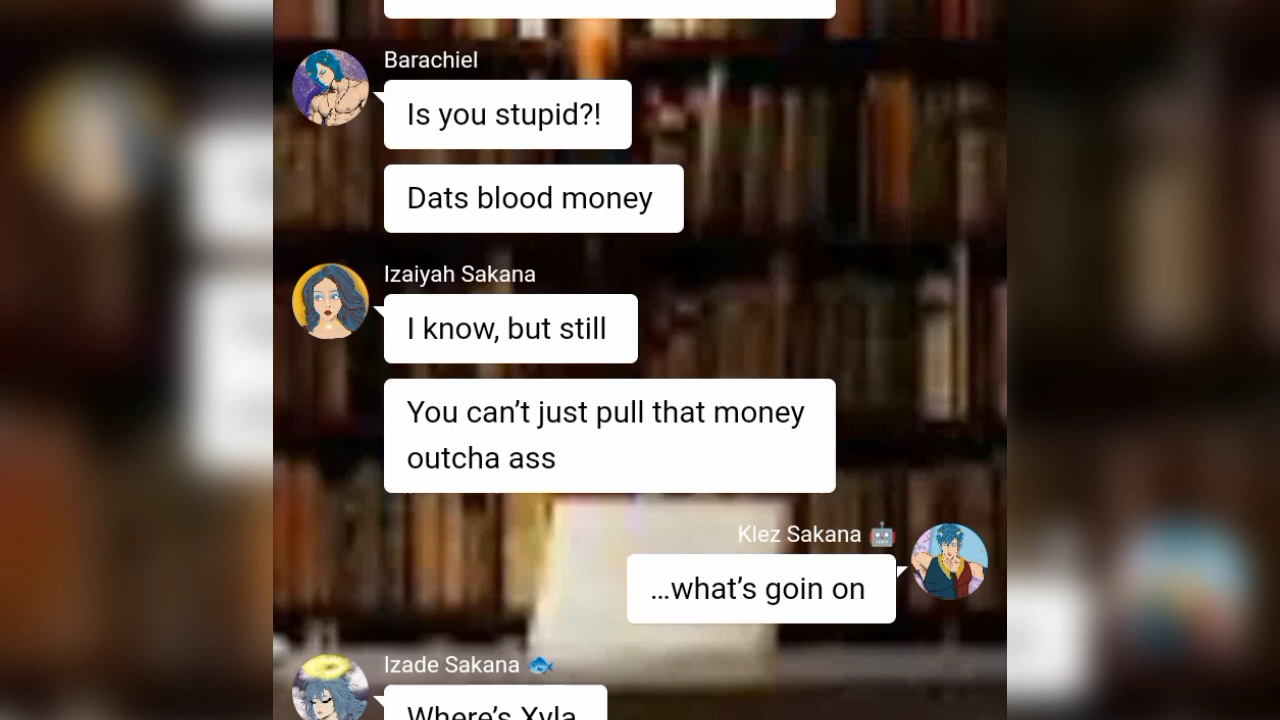 Barachiel
Is you stupid?!
Dats blood money
Izaiyah Sakana
I know, but still
You can’t just pull that money
outcha ass
Klez Sakana 🤖
...what’s goin on
Izade Sakana 🐟
Where’s Xyla